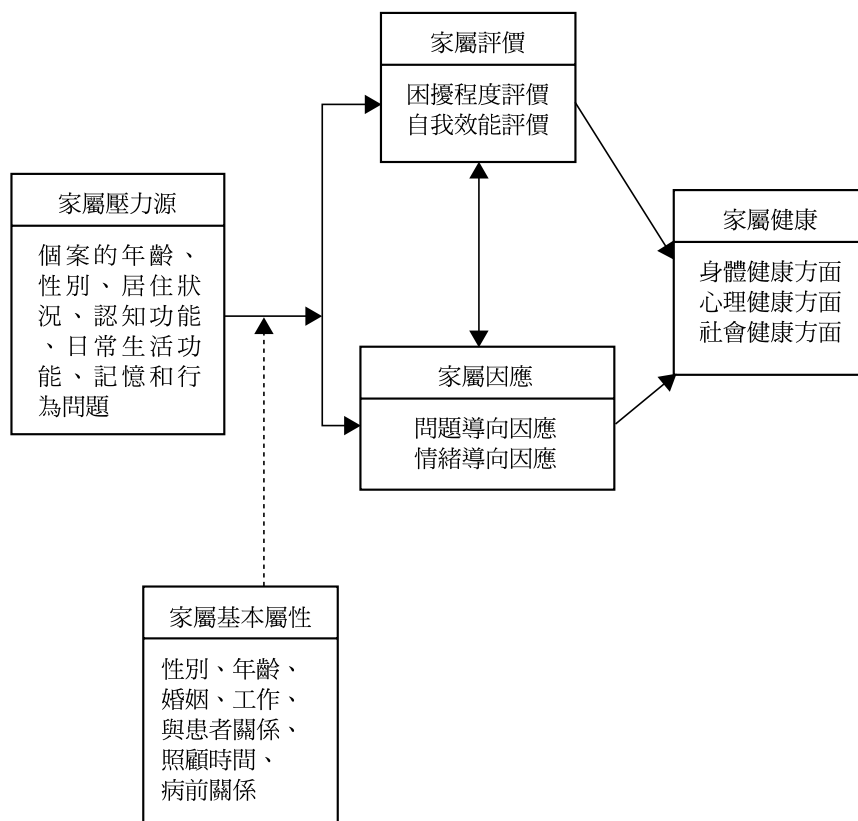 家屬評價
困擾程度評價
自我效能評價
家屬壓力源
個案的年齡、
性別、居住狀
況、認知功能
、日常生活功
能、記憶和行
為問題
家屬健康
身體健康方面
心理健康方面
社會健康方面
家屬因應
問題導向因應
情緒導向因應
家屬基本屬性
性別、年齡、
婚姻、工作、
與患者關係、
照顧時間、
病前關係